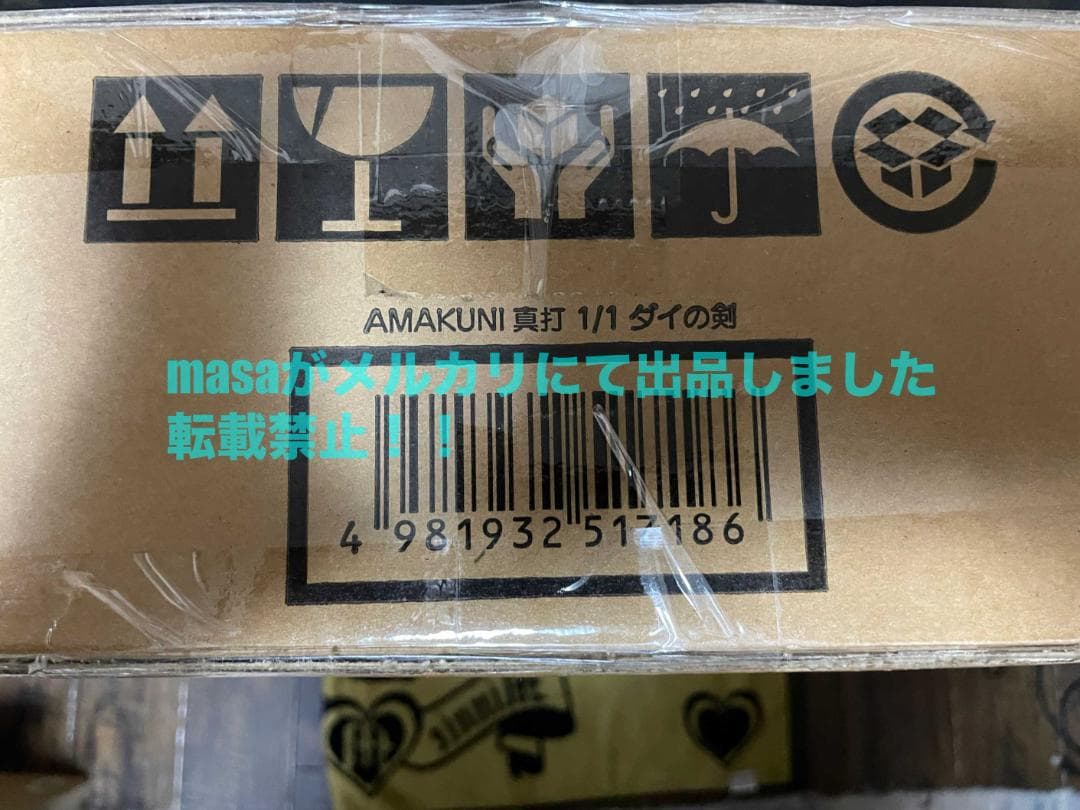 AMAKUNI 真打 1/1 ダイの剣
masaがメルカリにて出品しました
転載禁止！！
4 981932 517186